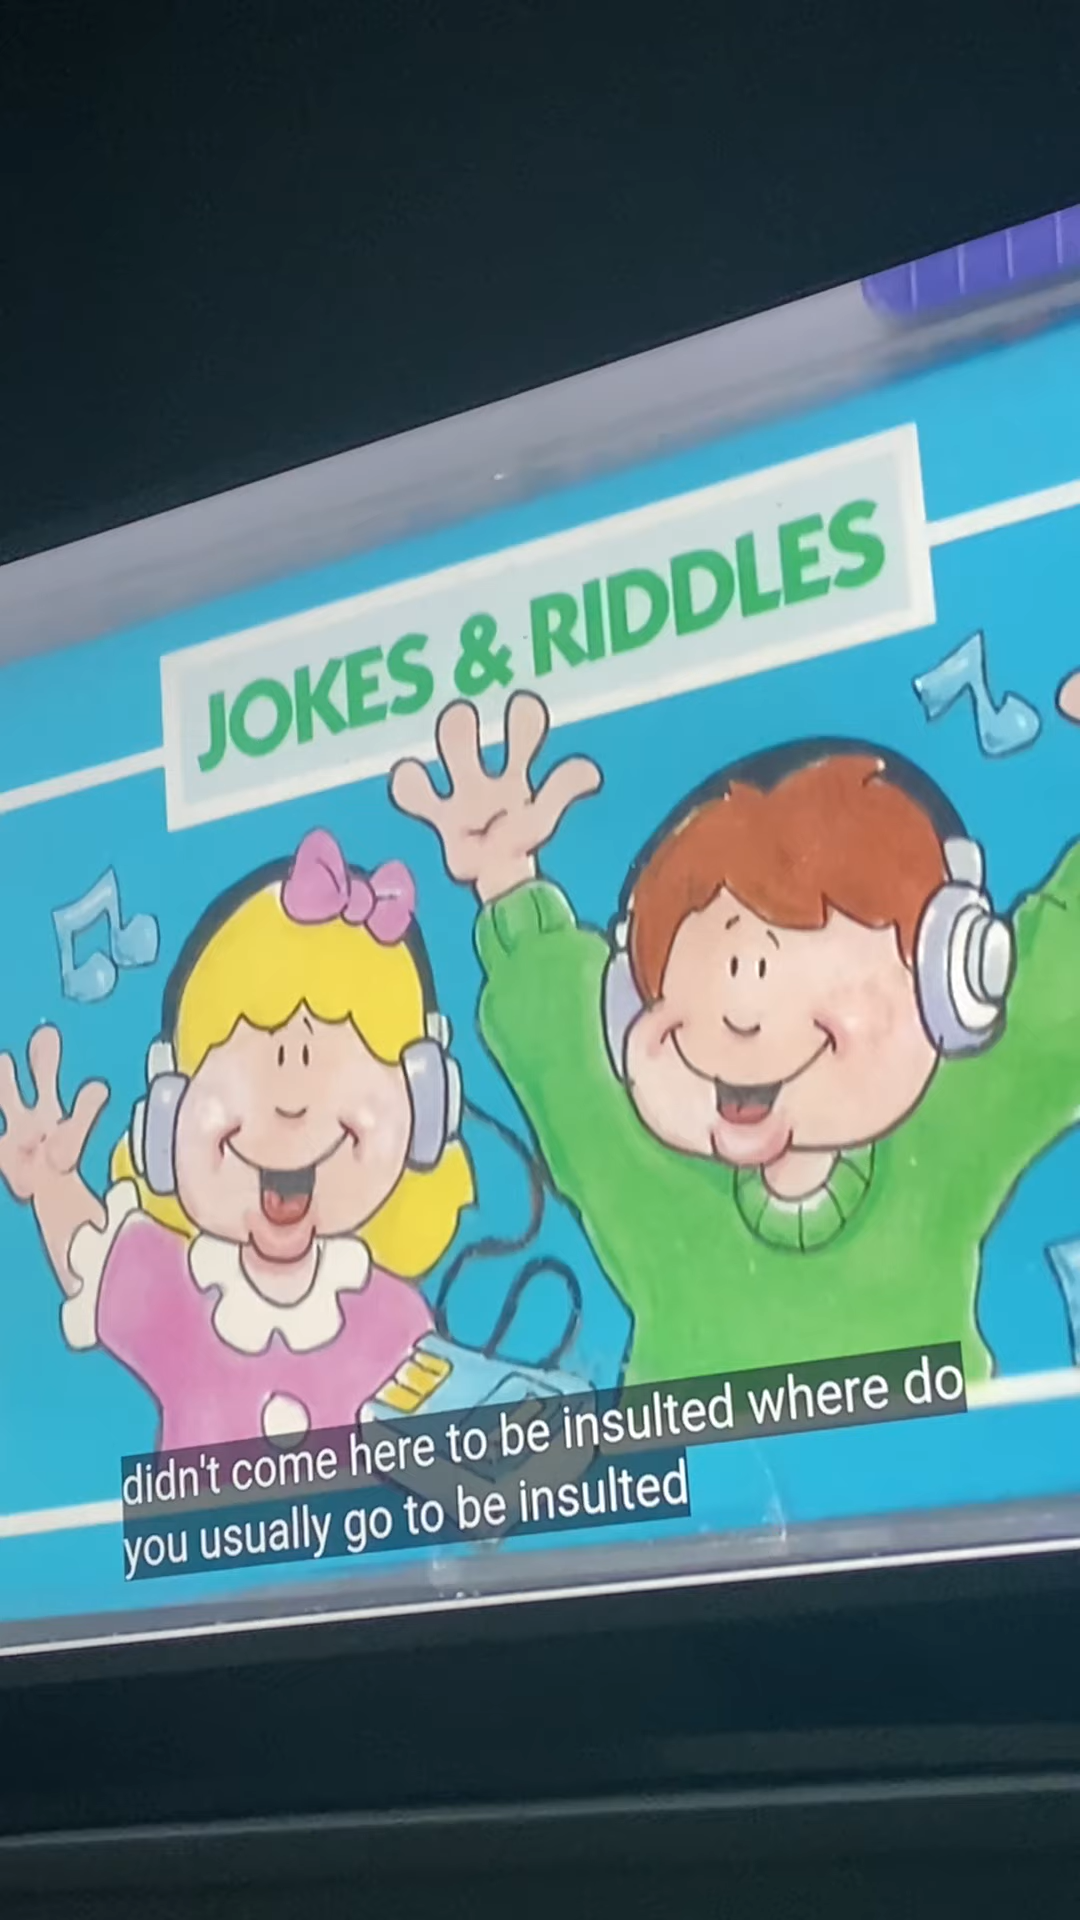 JOKES & RIDDLES
didn't come here to be insulted where do
you usually go to be insulted